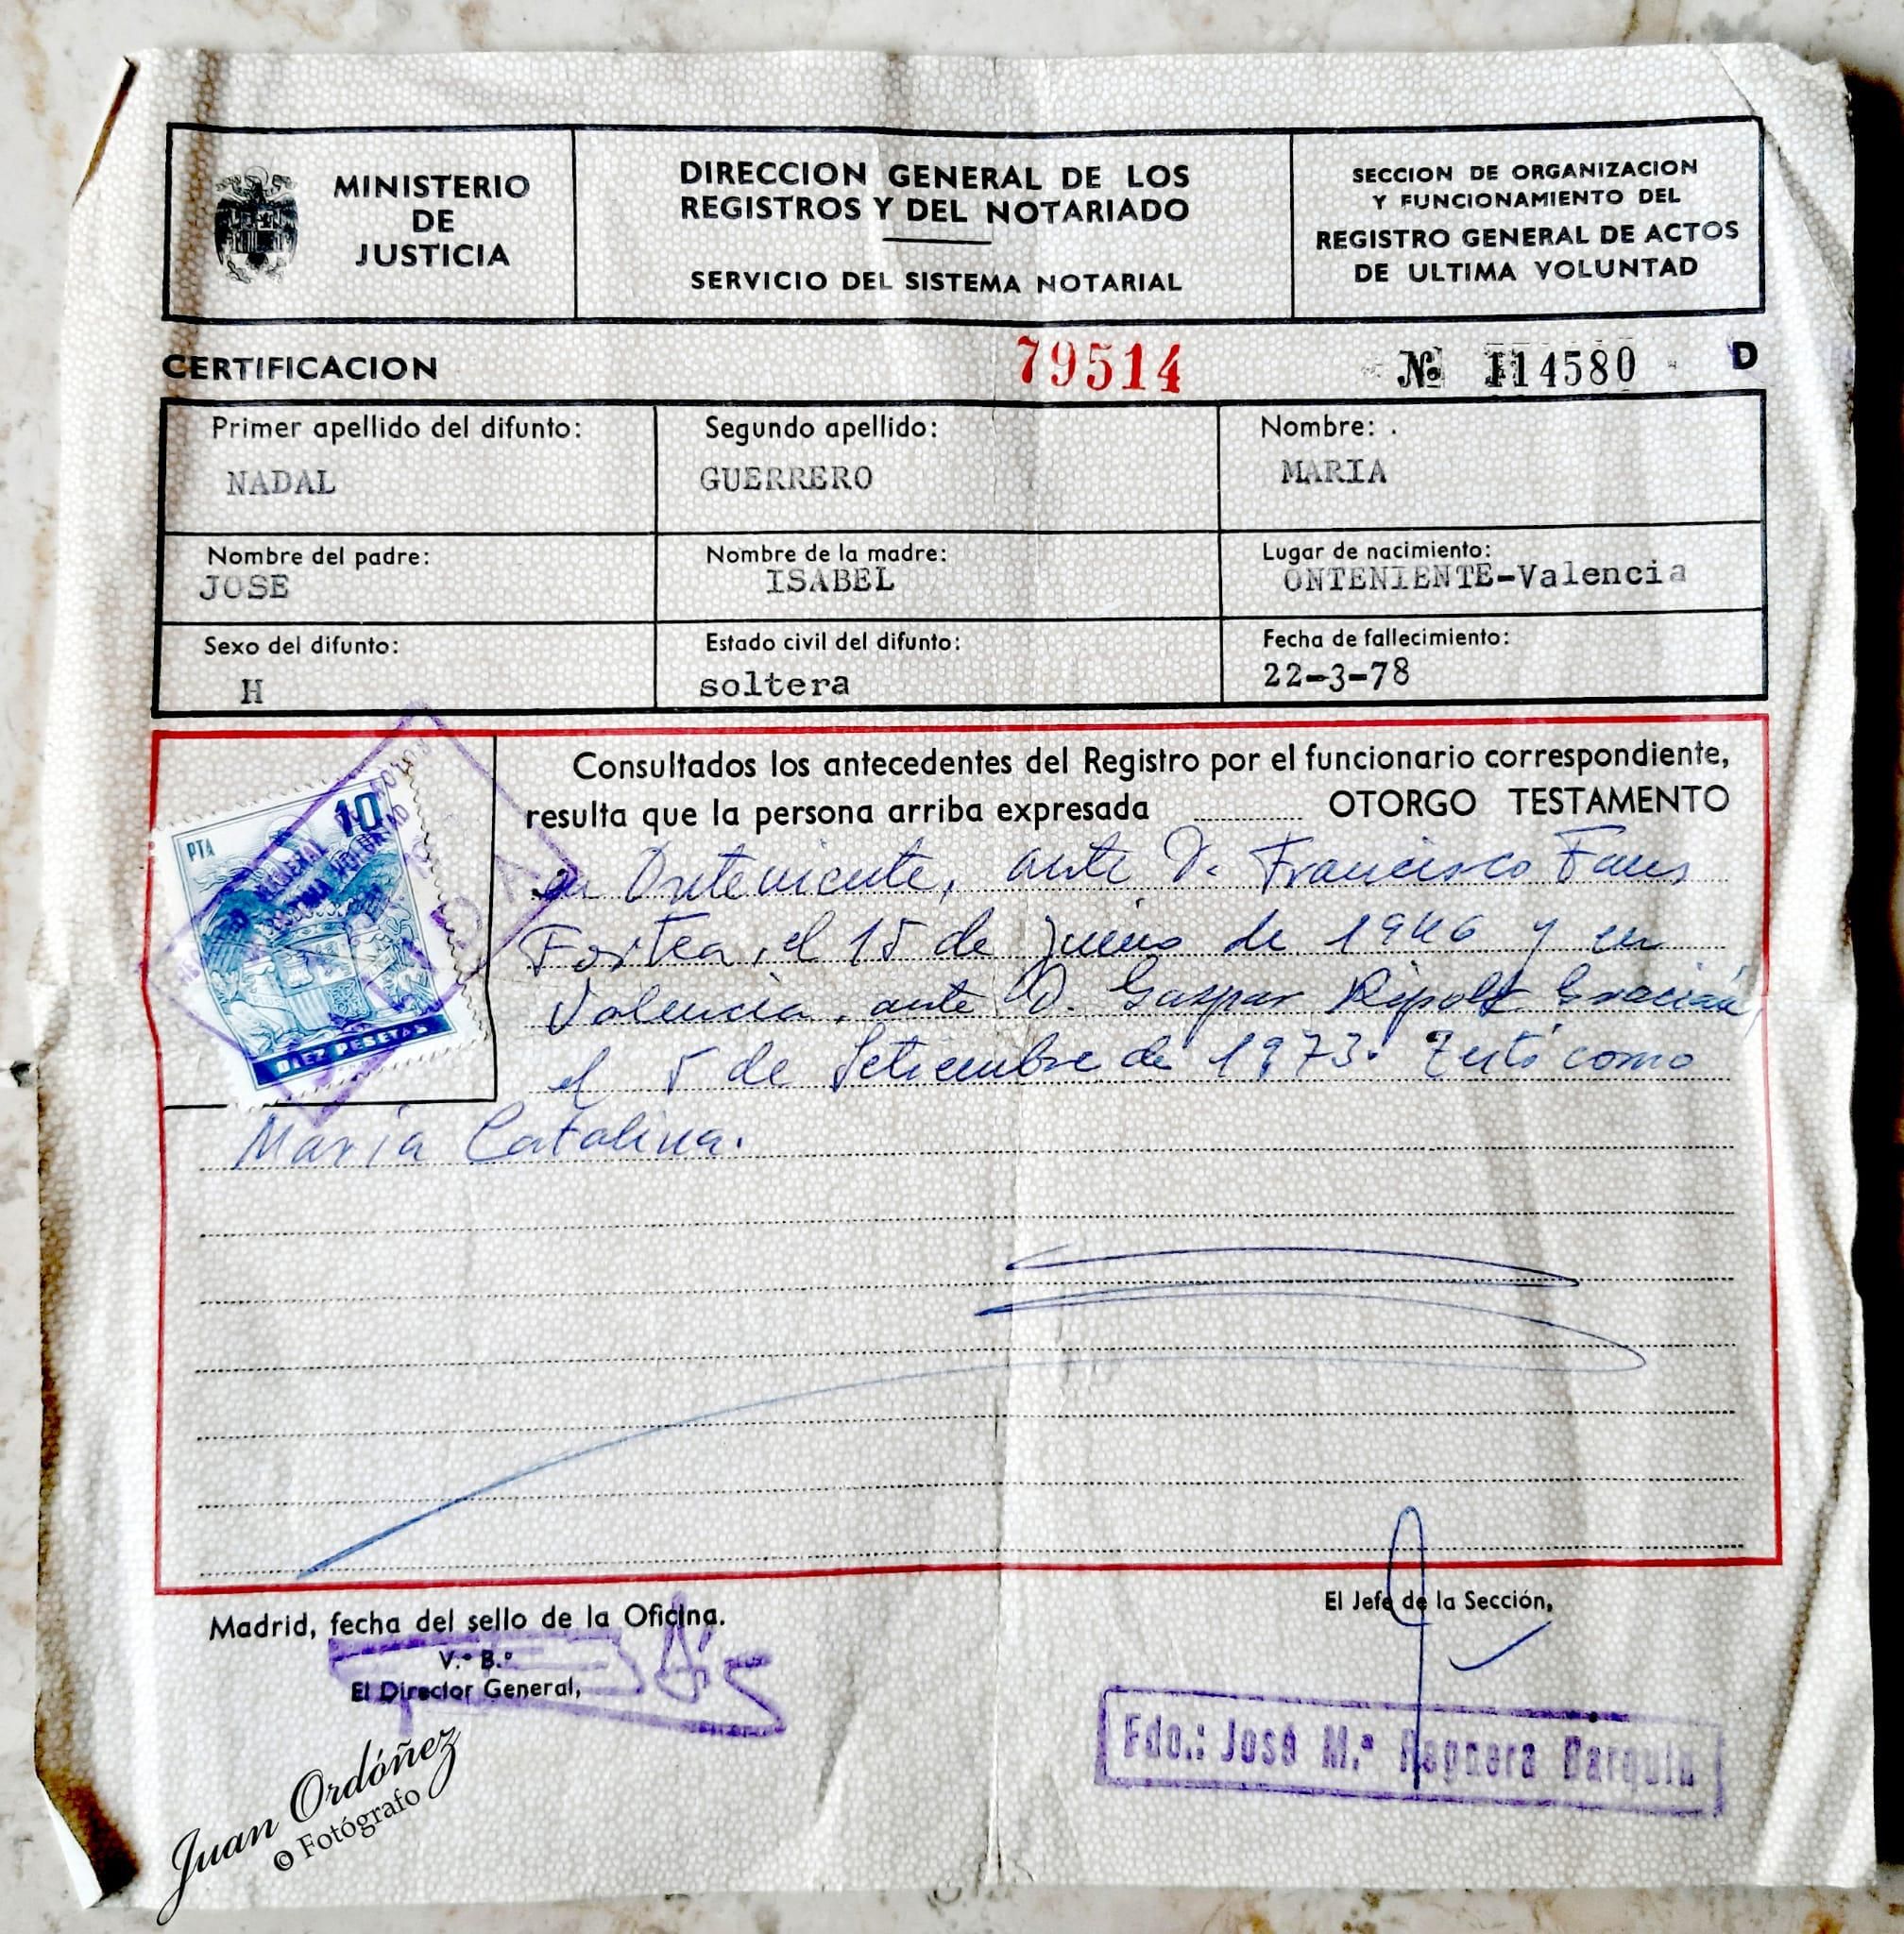 MINISTERIO
DE
JUSTICIA
DIRECCION GENERAL DE LOS
REGISTROS Y DEL NOTARIADO
SERVICIO DEL SISTEMA NOTARIAL
SECCION DE ORGANIZACION
Y FUNCIONAMIENTO DEL
REGISTRO GENERAL DE ACTOS
DE ULTIMA VOLUNTAD
CERTIFICACION 79514 Nº 114580 D
Primer apellido del difunto: Segundo apellido: Nombre:
NADAL GUERRERO MARIA
Nombre del padre: Nombre de la madre: Lugar de nacimiento:
JOSE ISABEL ONTENIENTE-Valencia
Sexo del difunto: Estado civil del difunto: Fecha de fallecimiento:
H soltera 22-3-78
10
PTA
DIEZ PESETAS
Consultados los antecedentes del Registro por el funcionario correspondiente,
resulta que la persona arriba expresada OTORGO TESTAMENTO
en Onteniente, ante D. Francisco Faus
Fortea, el 15 de Junio de 1946 y en
Valencia, ante D. Gaspar Ripoll
el 5 de Setiembre de 1973. Testó como
María Catalina.
Madrid, fecha del sello de la Oficina.
V.º B.º
El Director General,
El Jefe de la Sección,
Fdo.: José M.ª Reguera Barquín
Juan Ordóñez
© Fotógrafo